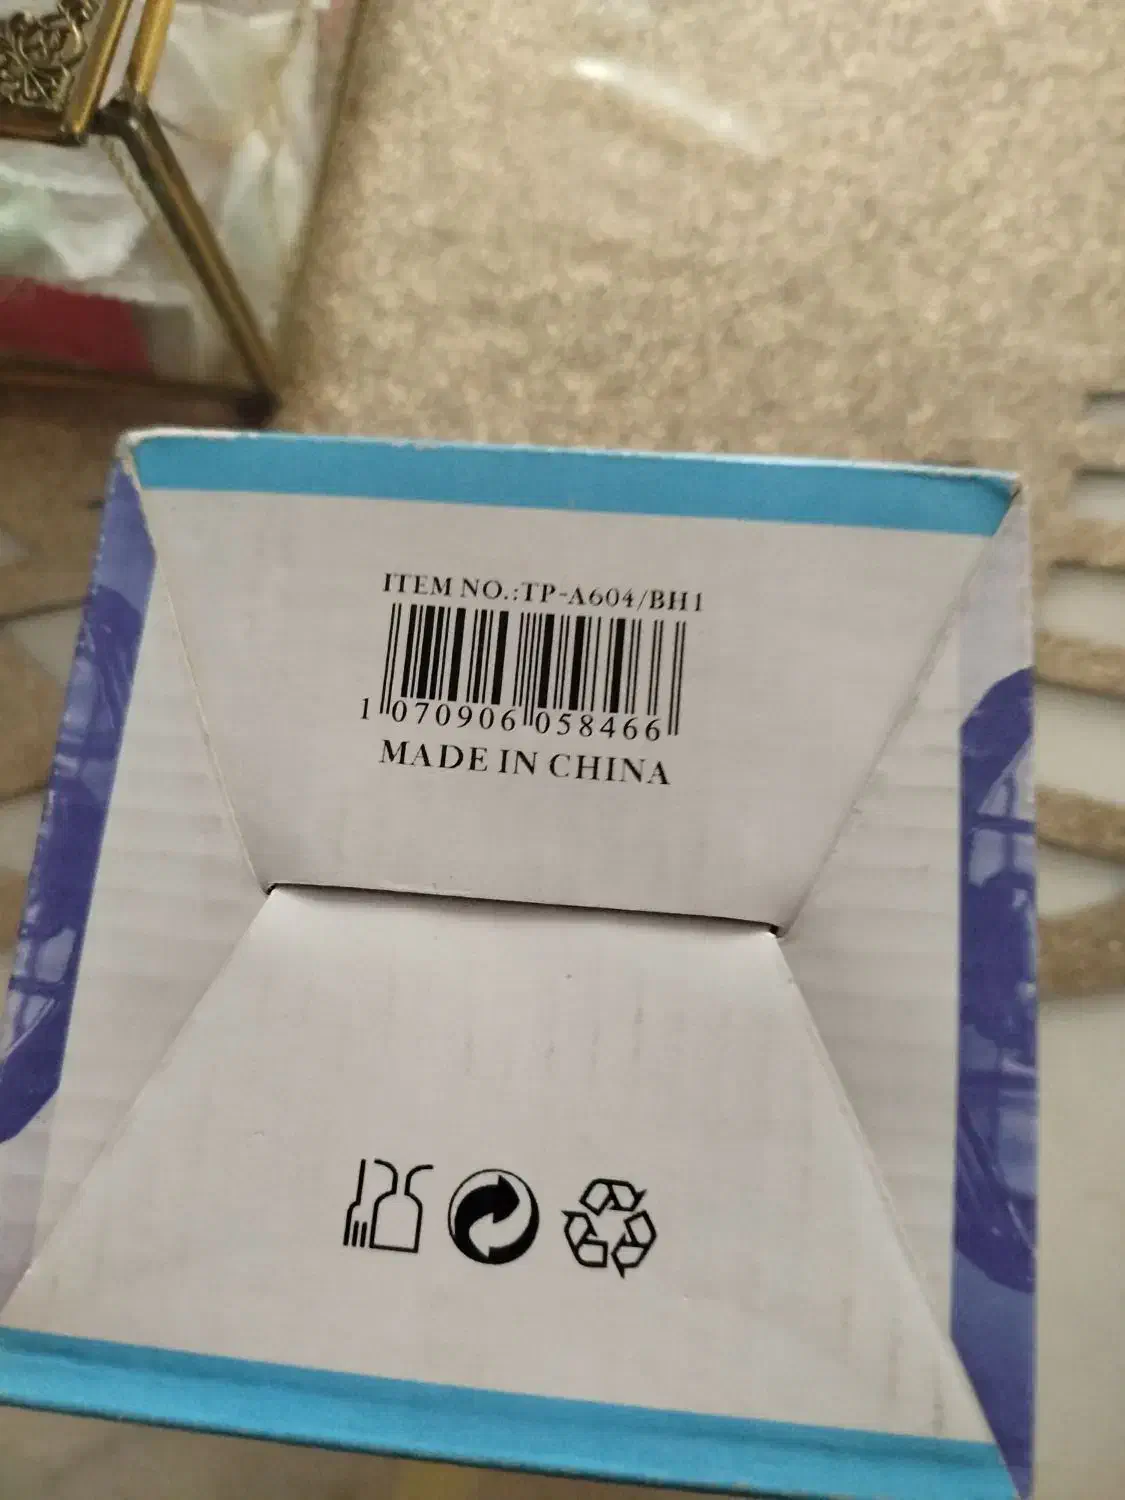 ITEM NO.:TP-A604/BH1
1 070906 058466
MADE IN CHINA